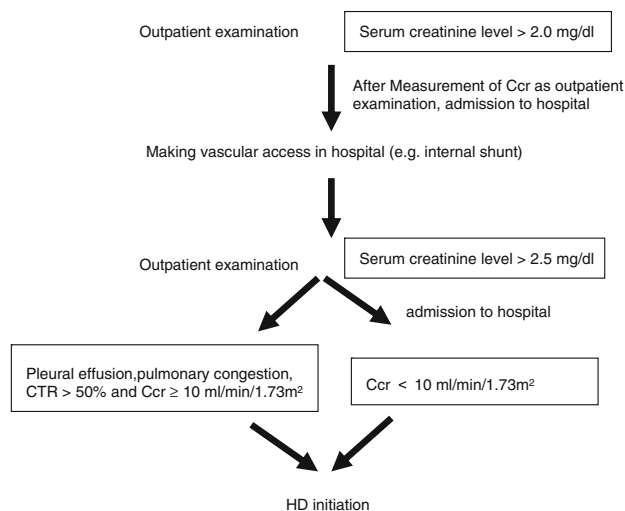 Outpatient examination
Serum creatinine level > 2.0 mg/dl
After Measurement of Ccr as outpatient
examination, admission to hospital
Making vascular access in hospital (e.g. internal shunt)
Outpatient examination
Serum creatinine level > 2.5 mg/dl
admission to hospital
Pleural effusion,pulmonary congestion,
CTR > 50% and Ccr ≥ 10 ml/min/1.73m²
Ccr < 10 ml/min/1.73m²
HD initiation